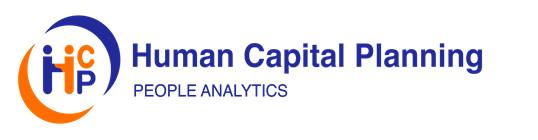 HCP
Human Capital Planning
PEOPLE ANALYTICS